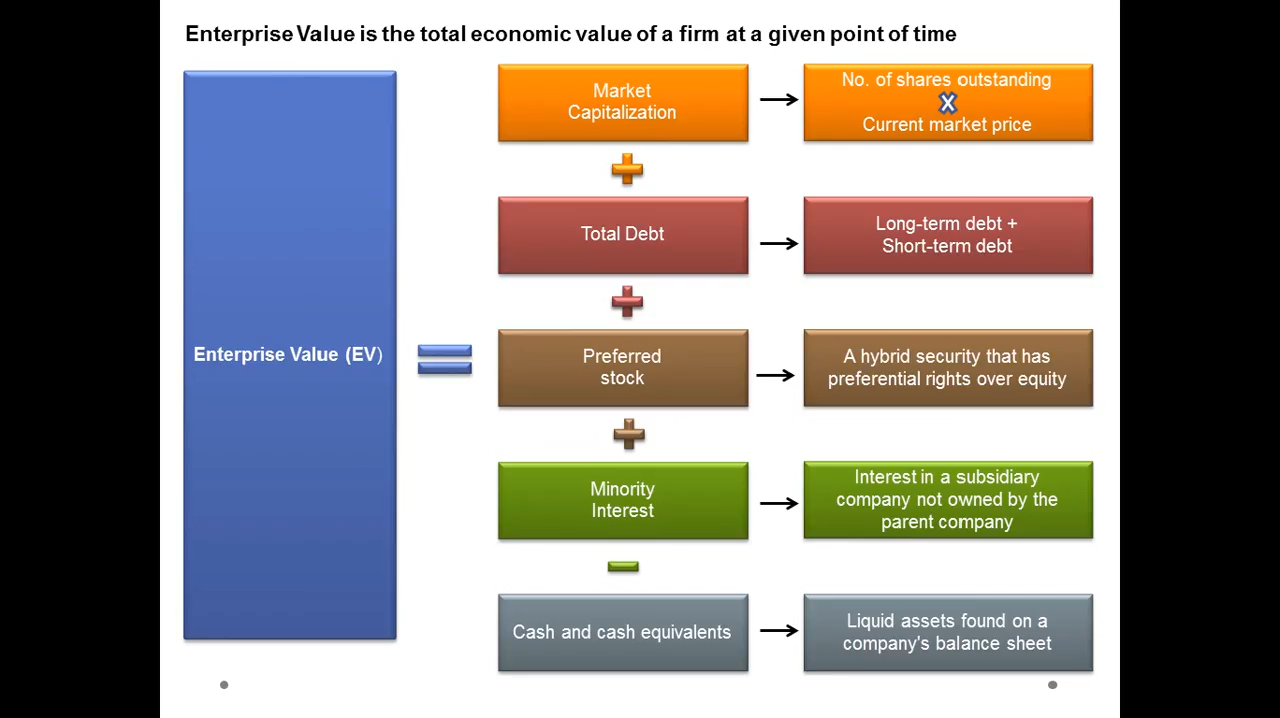 Enterprise Value is the total economic value of a firm at a given point of time
Enterprise Value (EV)
Market
Capitalization
No. of shares outstanding
X
Current market price
Total Debt
Long-term debt +
Short-term debt
Preferred
stock
A hybrid security that has
preferential rights over equity
Minority
Interest
Interest in a subsidiary
company not owned by the
parent company
Cash and cash equivalents
Liquid assets found on a
company's balance sheet